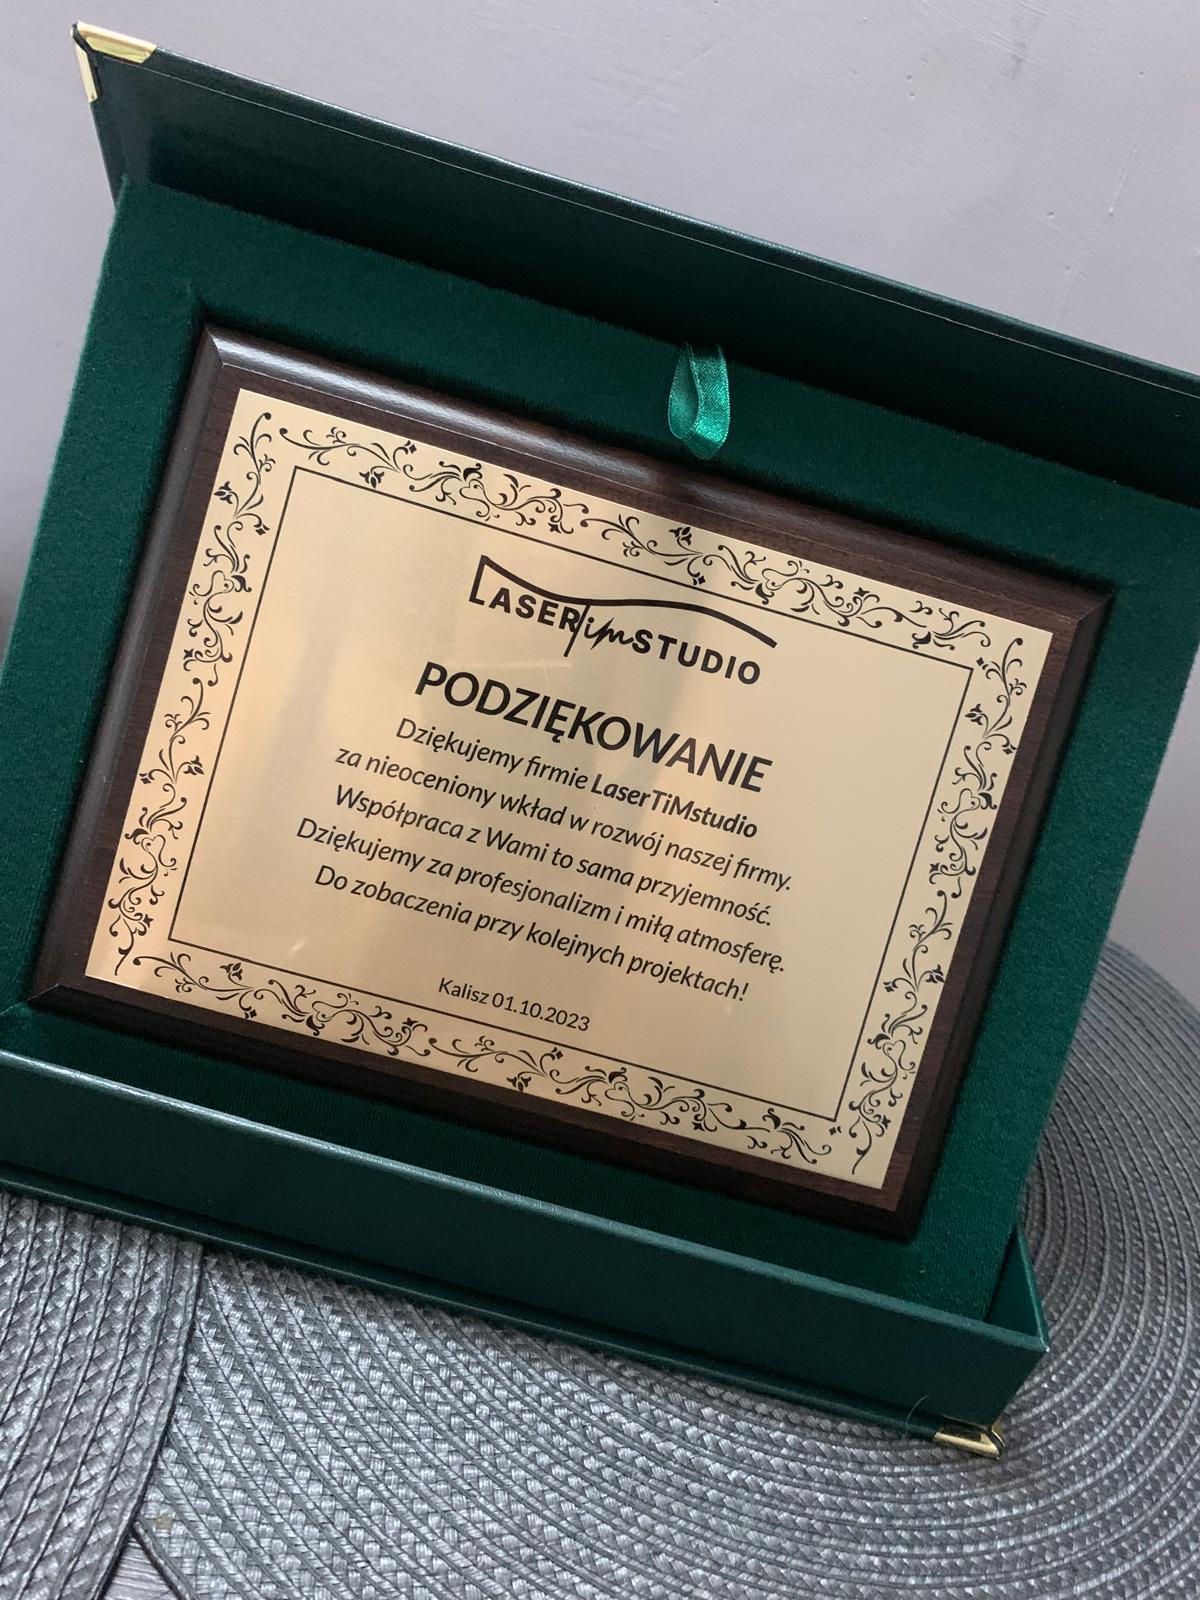 LASERTimSTUDIO
PODZIĘKOWANIE
Dziękujemy firmie LaserTiMstudio
za nieoceniony wkład w rozwój naszej firmy.
Współpraca z Wami to sama przyjemność.
Dziękujemy za profesjonalizm i miłą atmosferę.
Do zobaczenia przy kolejnych projektach!
Kalisz 01.10.2023